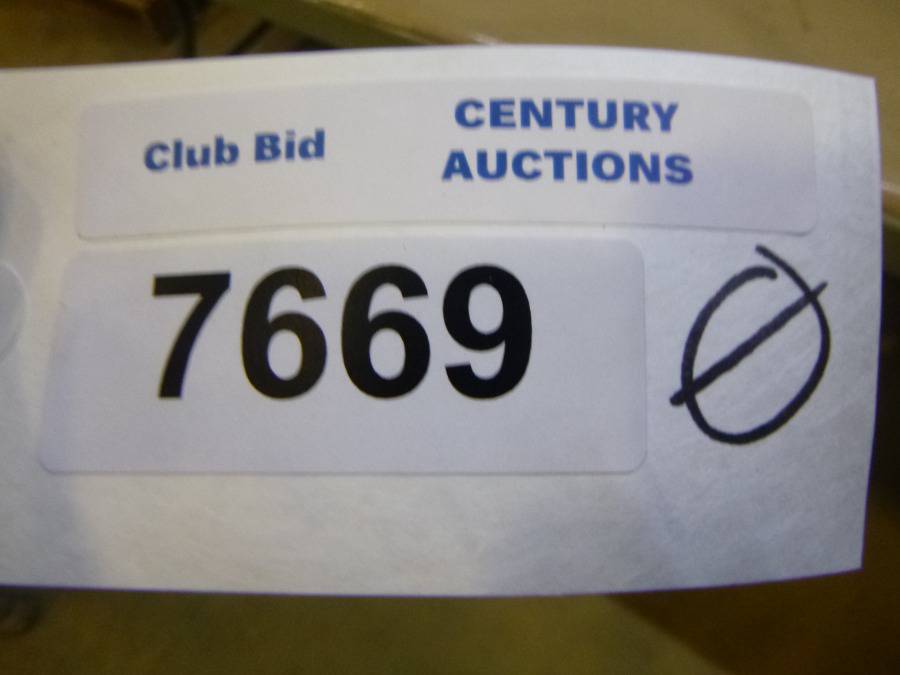 Club Bid
CENTURY
AUCTIONS
7669
Ø